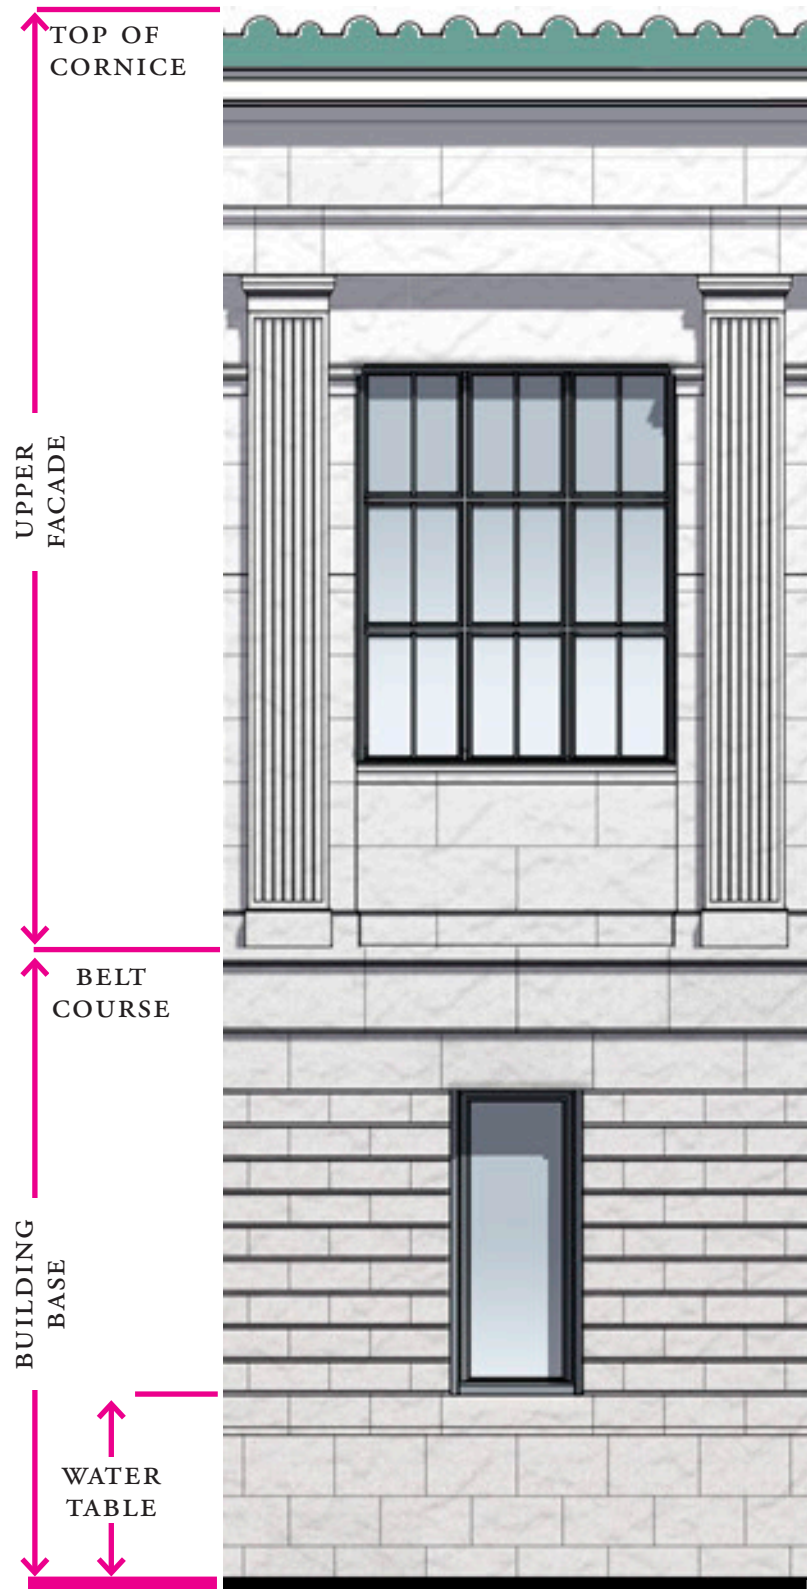 TOP OF
CORNICE
UPPER
FACADE
BELT
COURSE
BUILDING
BASE
WATER
TABLE